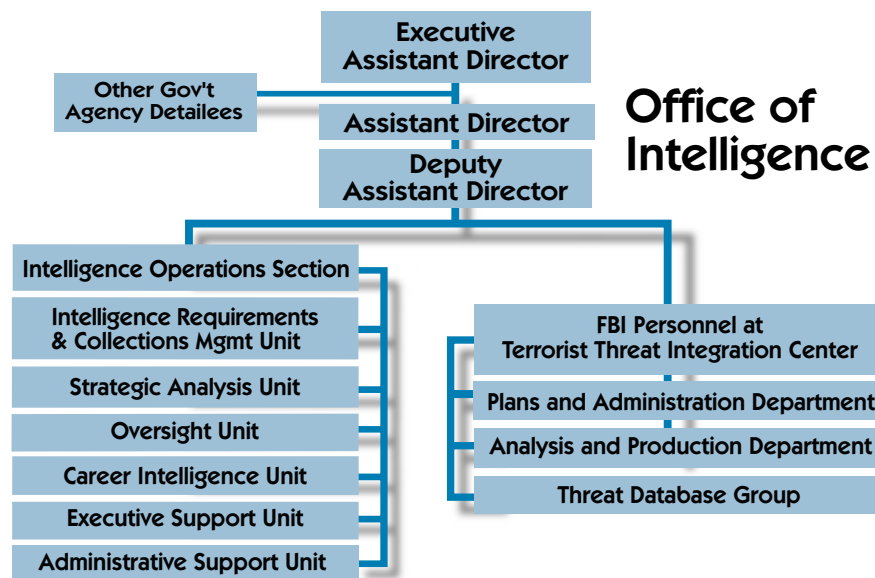 Executive
Assistant Director
Other Gov't
Agency Detailees
Assistant Director
Office of
Intelligence
Deputy
Assistant Director
Intelligence Operations Section
Intelligence Requirements
& Collections Mgmt Unit
Strategic Analysis Unit
Oversight Unit
Career Intelligence Unit
Executive Support Unit
Administrative Support Unit
FBI Personnel at
Terrorist Threat Integration Center
Plans and Administration Department
Analysis and Production Department
Threat Database Group